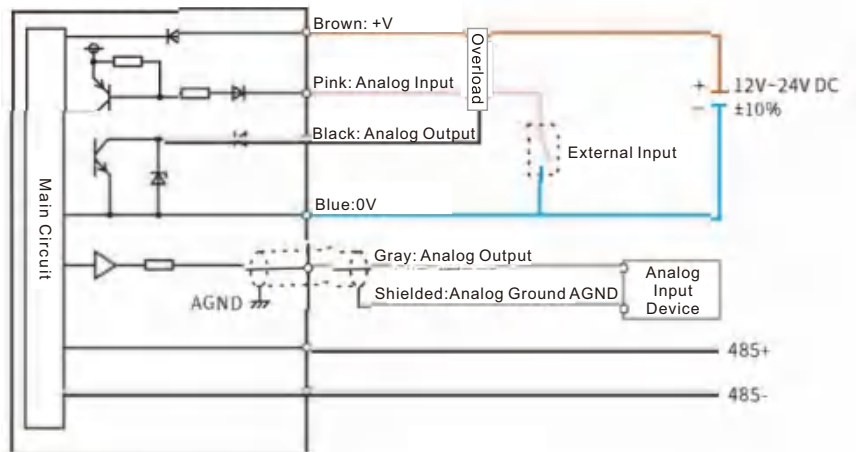 Brown: +V
Overload
Pink: Analog Input
+ 12V~24V DC
− ±10%
Black: Analog Output
External Input
Main Circuit
Blue:0V
Gray: Analog Output
AGND
Shielded:Analog Ground AGND
Analog
Input
Device
485+
485-